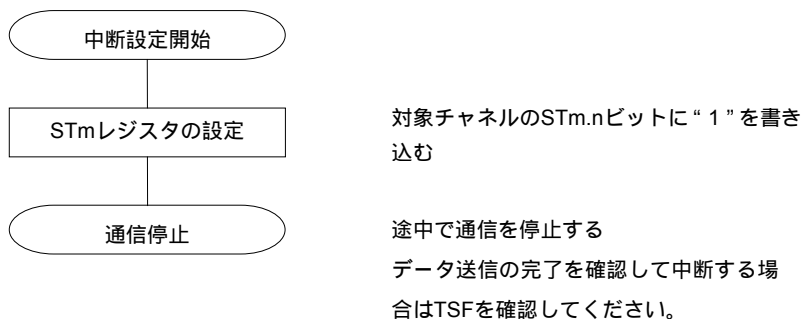 中断設定開始
STmレジスタの設定
対象チャネルのSTm.nビットに“１”を書き
込む
通信停止
途中で通信を停止する
データ送信の完了を確認して中断する場
合はTSFを確認してください。